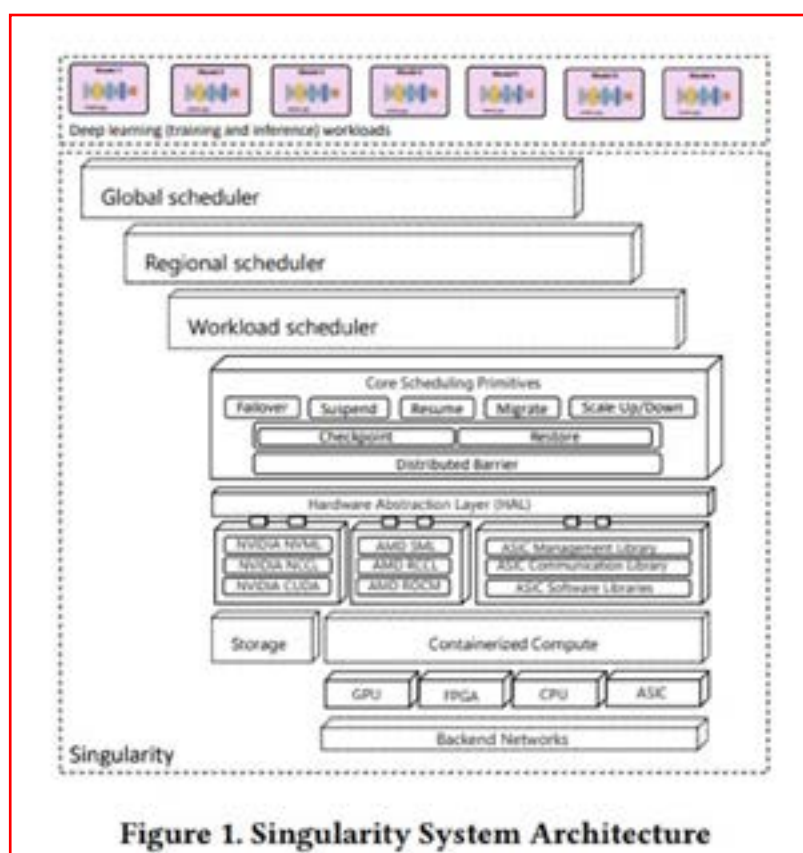 Deep learning (training and inference) workloads
Global scheduler
Regional scheduler
Workload scheduler
Core Scheduling Primitives
Failover Suspend Resume Migrate Scale Up/Down
Checkpoint Restore
Distributed Barrier
Hardware Abstraction Layer (HAL)
NVIDIA NVML AMD SML ASIC Management Library
NVIDIA NCCL AMD RCCL ASIC Communication Library
NVIDIA CUDA AMD ROCM ASIC Software Libraries
Storage Containerized Compute
GPU FPGA CPU ASIC
Backend Networks
Singularity
Figure 1. Singularity System Architecture